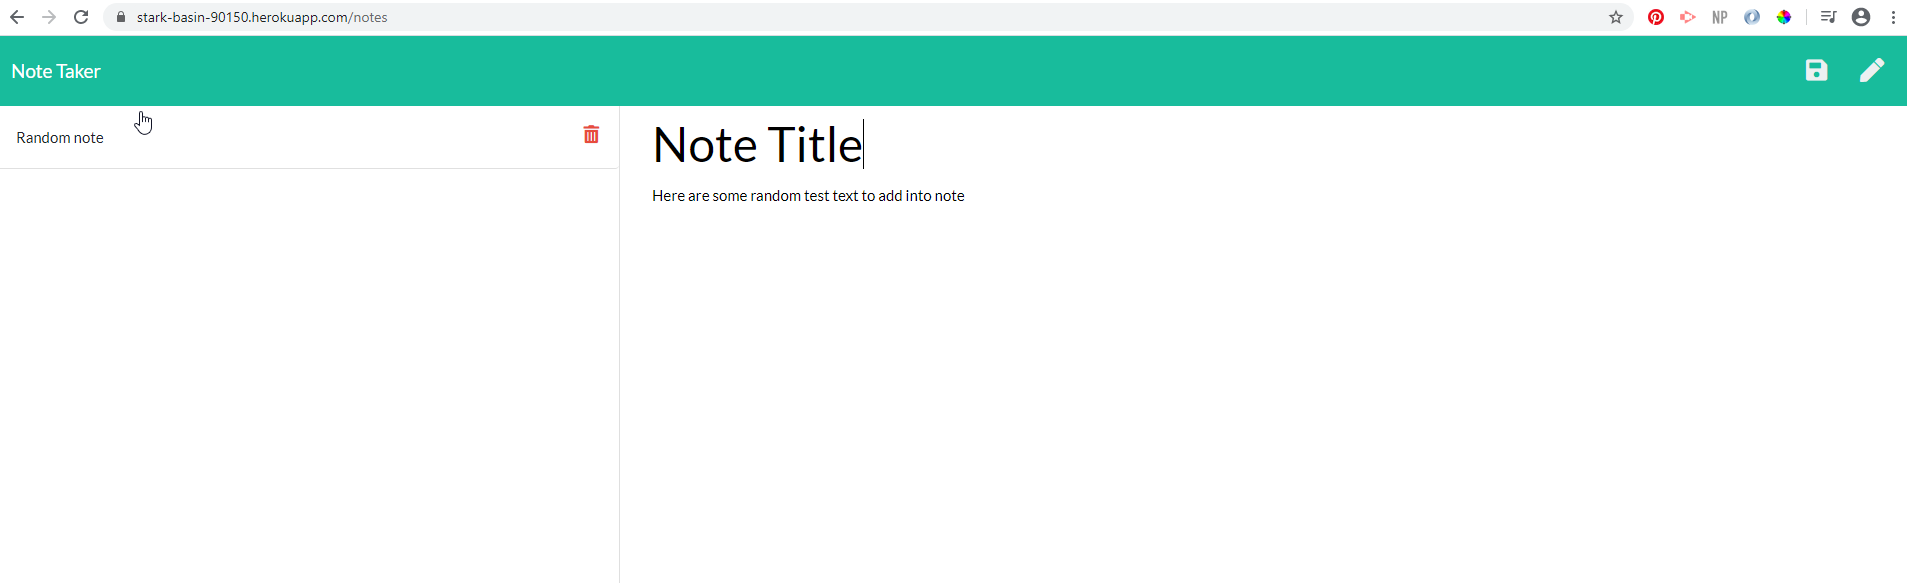 stark-basin-90150.herokuapp.com/notes
NP
Note Taker
Random note
Note Title
Here are some random test text to add into note